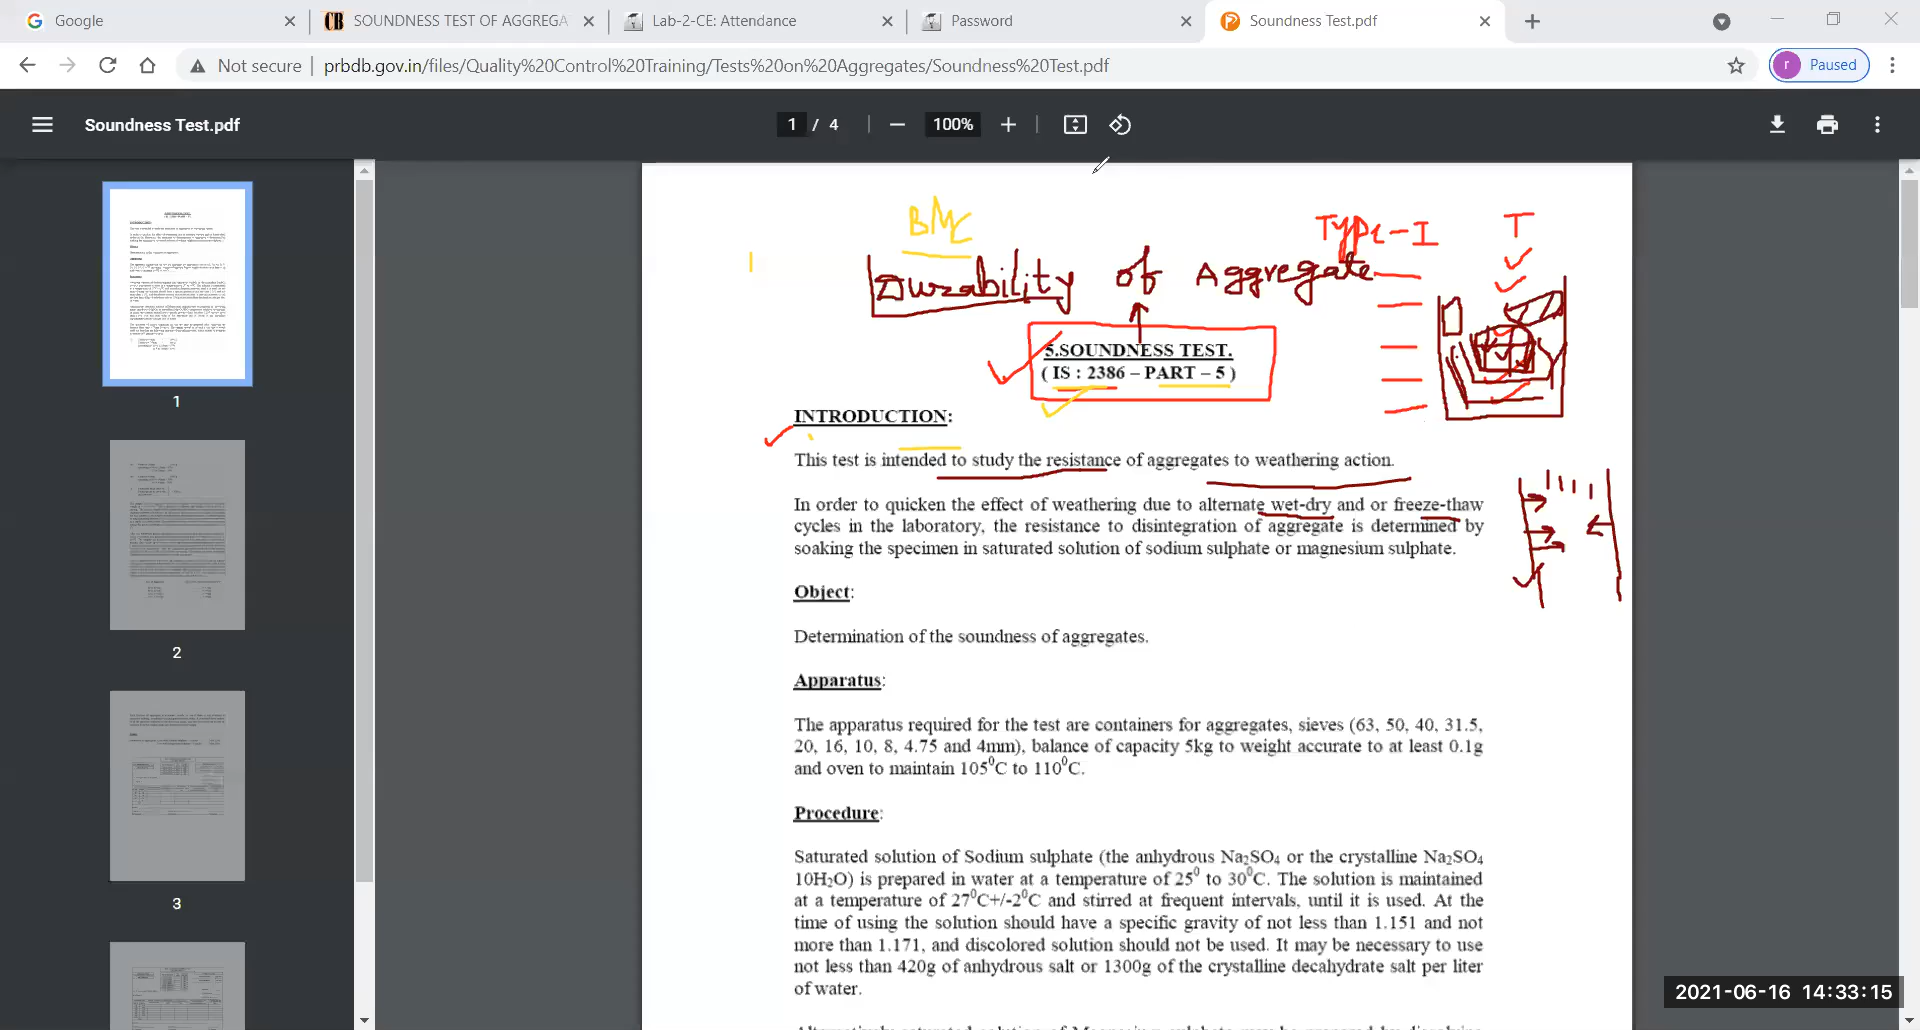 Google
SOUNDNESS TEST OF AGGREGA
Lab-2-CE: Attendance
Password
Soundness Test.pdf
Not secure
prbdb.gov.in/files/Quality%20Control%20Training/Tests%20on%20Aggregates/Soundness%20Test.pdf
r Paused
Soundness Test.pdf
1 / 4
100%
1
2
3
BMC
Type-I
T
Durability of Aggregate
5.SOUNDNESS TEST.
( IS : 2386 – PART – 5 )
INTRODUCTION:
This test is intended to study the resistance of aggregates to weathering action.
In order to quicken the effect of weathering due to alternate wet-dry and or freeze-thaw
cycles in the laboratory, the resistance to disintegration of aggregate is determined by
soaking the specimen in saturated solution of sodium sulphate or magnesium sulphate.
Object:
Determination of the soundness of aggregates.
Apparatus:
The apparatus required for the test are containers for aggregates, sieves (63, 50, 40, 31.5,
20, 16, 10, 8, 4.75 and 4mm), balance of capacity 5kg to weight accurate to at least 0.1g
and oven to maintain 105⁰C to 110⁰C.
Procedure:
Saturated solution of Sodium sulphate (the anhydrous Na₂SO₄ or the crystalline Na₂SO₄
10H₂O) is prepared in water at a temperature of 25⁰ to 30⁰C. The solution is maintained
at a temperature of 27⁰C+/-2⁰C and stirred at frequent intervals, until it is used. At the
time of using the solution should have a specific gravity of not less than 1.151 and not
more than 1.171, and discolored solution should not be used. It may be necessary to use
not less than 420g of anhydrous salt or 1300g of the crystalline decahydrate salt per liter
of water.
2021-06-16 14:33:15